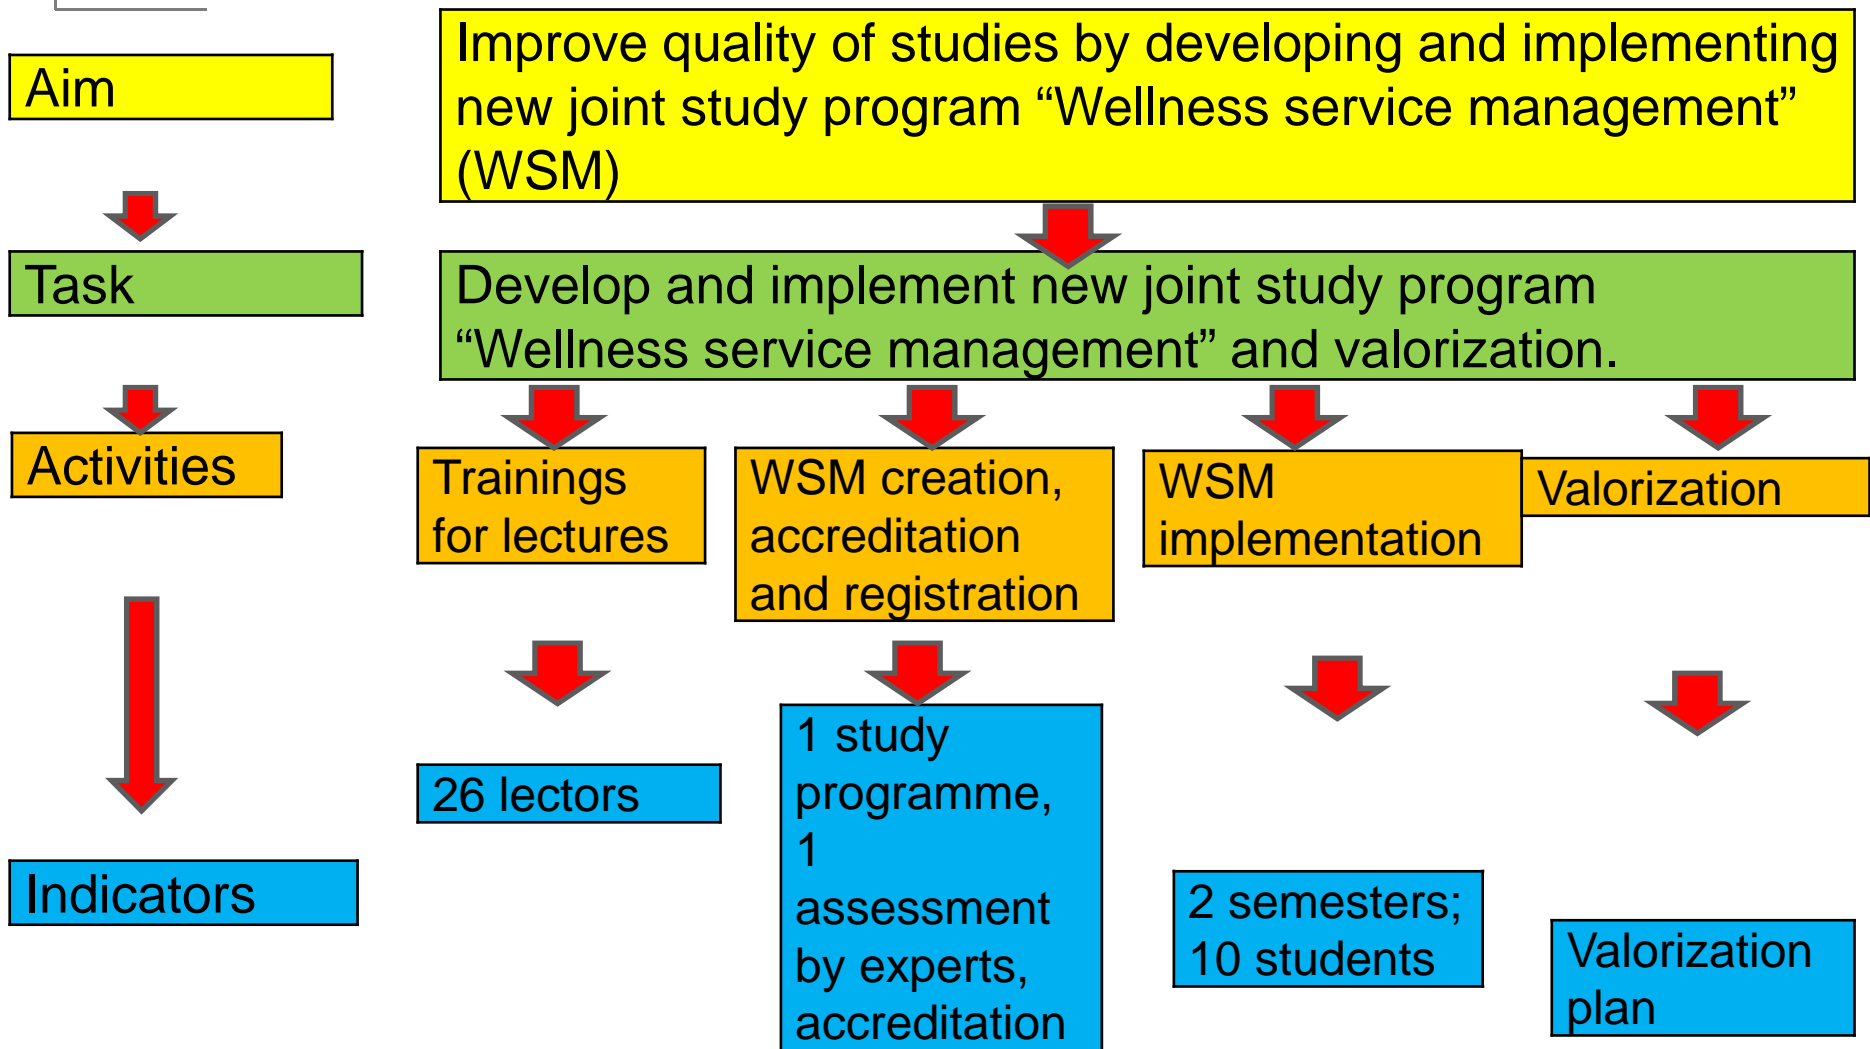 Aim
Improve quality of studies by developing and implementing
new joint study program “Wellness service management”
(WSM)
Task
Develop and implement new joint study program
“Wellness service management” and valorization.
Activities
Trainings
for lectures
WSM creation,
accreditation
and registration
WSM
implementation
Valorization
Indicators
26 lectors
1 study
programme,
1
assessment
by experts,
accreditation
2 semesters;
10 students
Valorization
plan